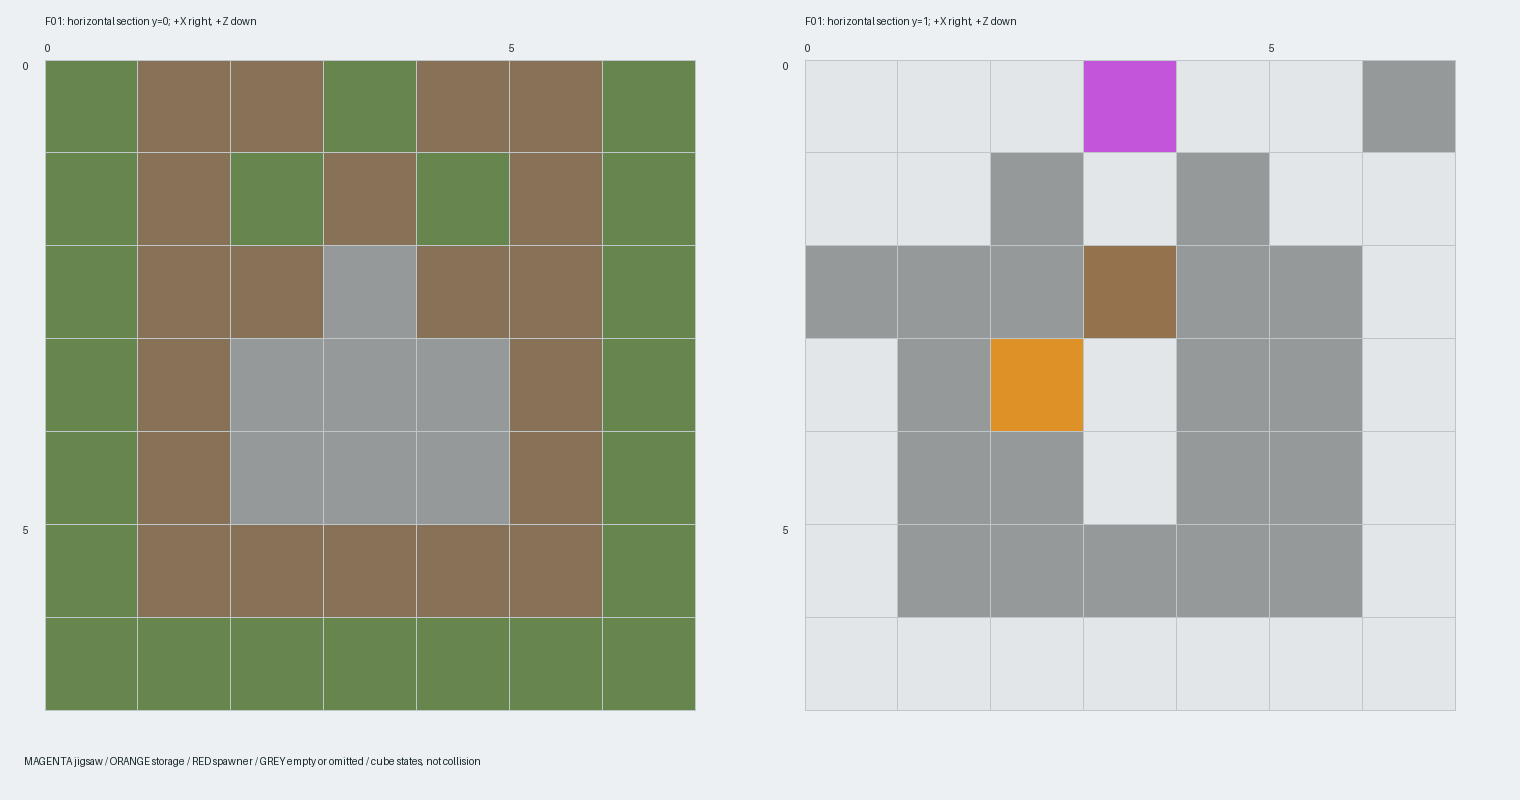 F01: horizontal section y=0; +X right, +Z down
F01: horizontal section y=1; +X right, +Z down
0 5
0 5
0
0
5
5
MAGENTA jigsaw / ORANGE storage / RED spawner / GREY empty or omitted / cube states, not collision